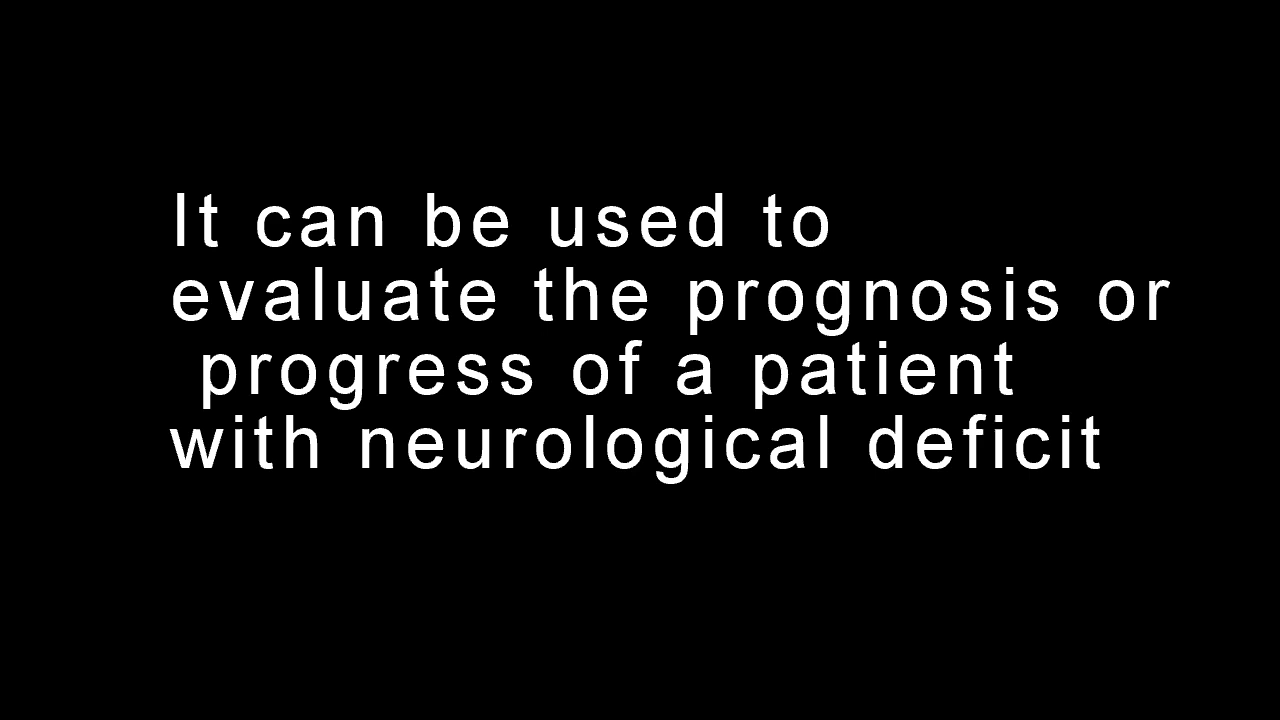 It can be used to
evaluate the prognosis or
progress of a patient
with neurological deficit